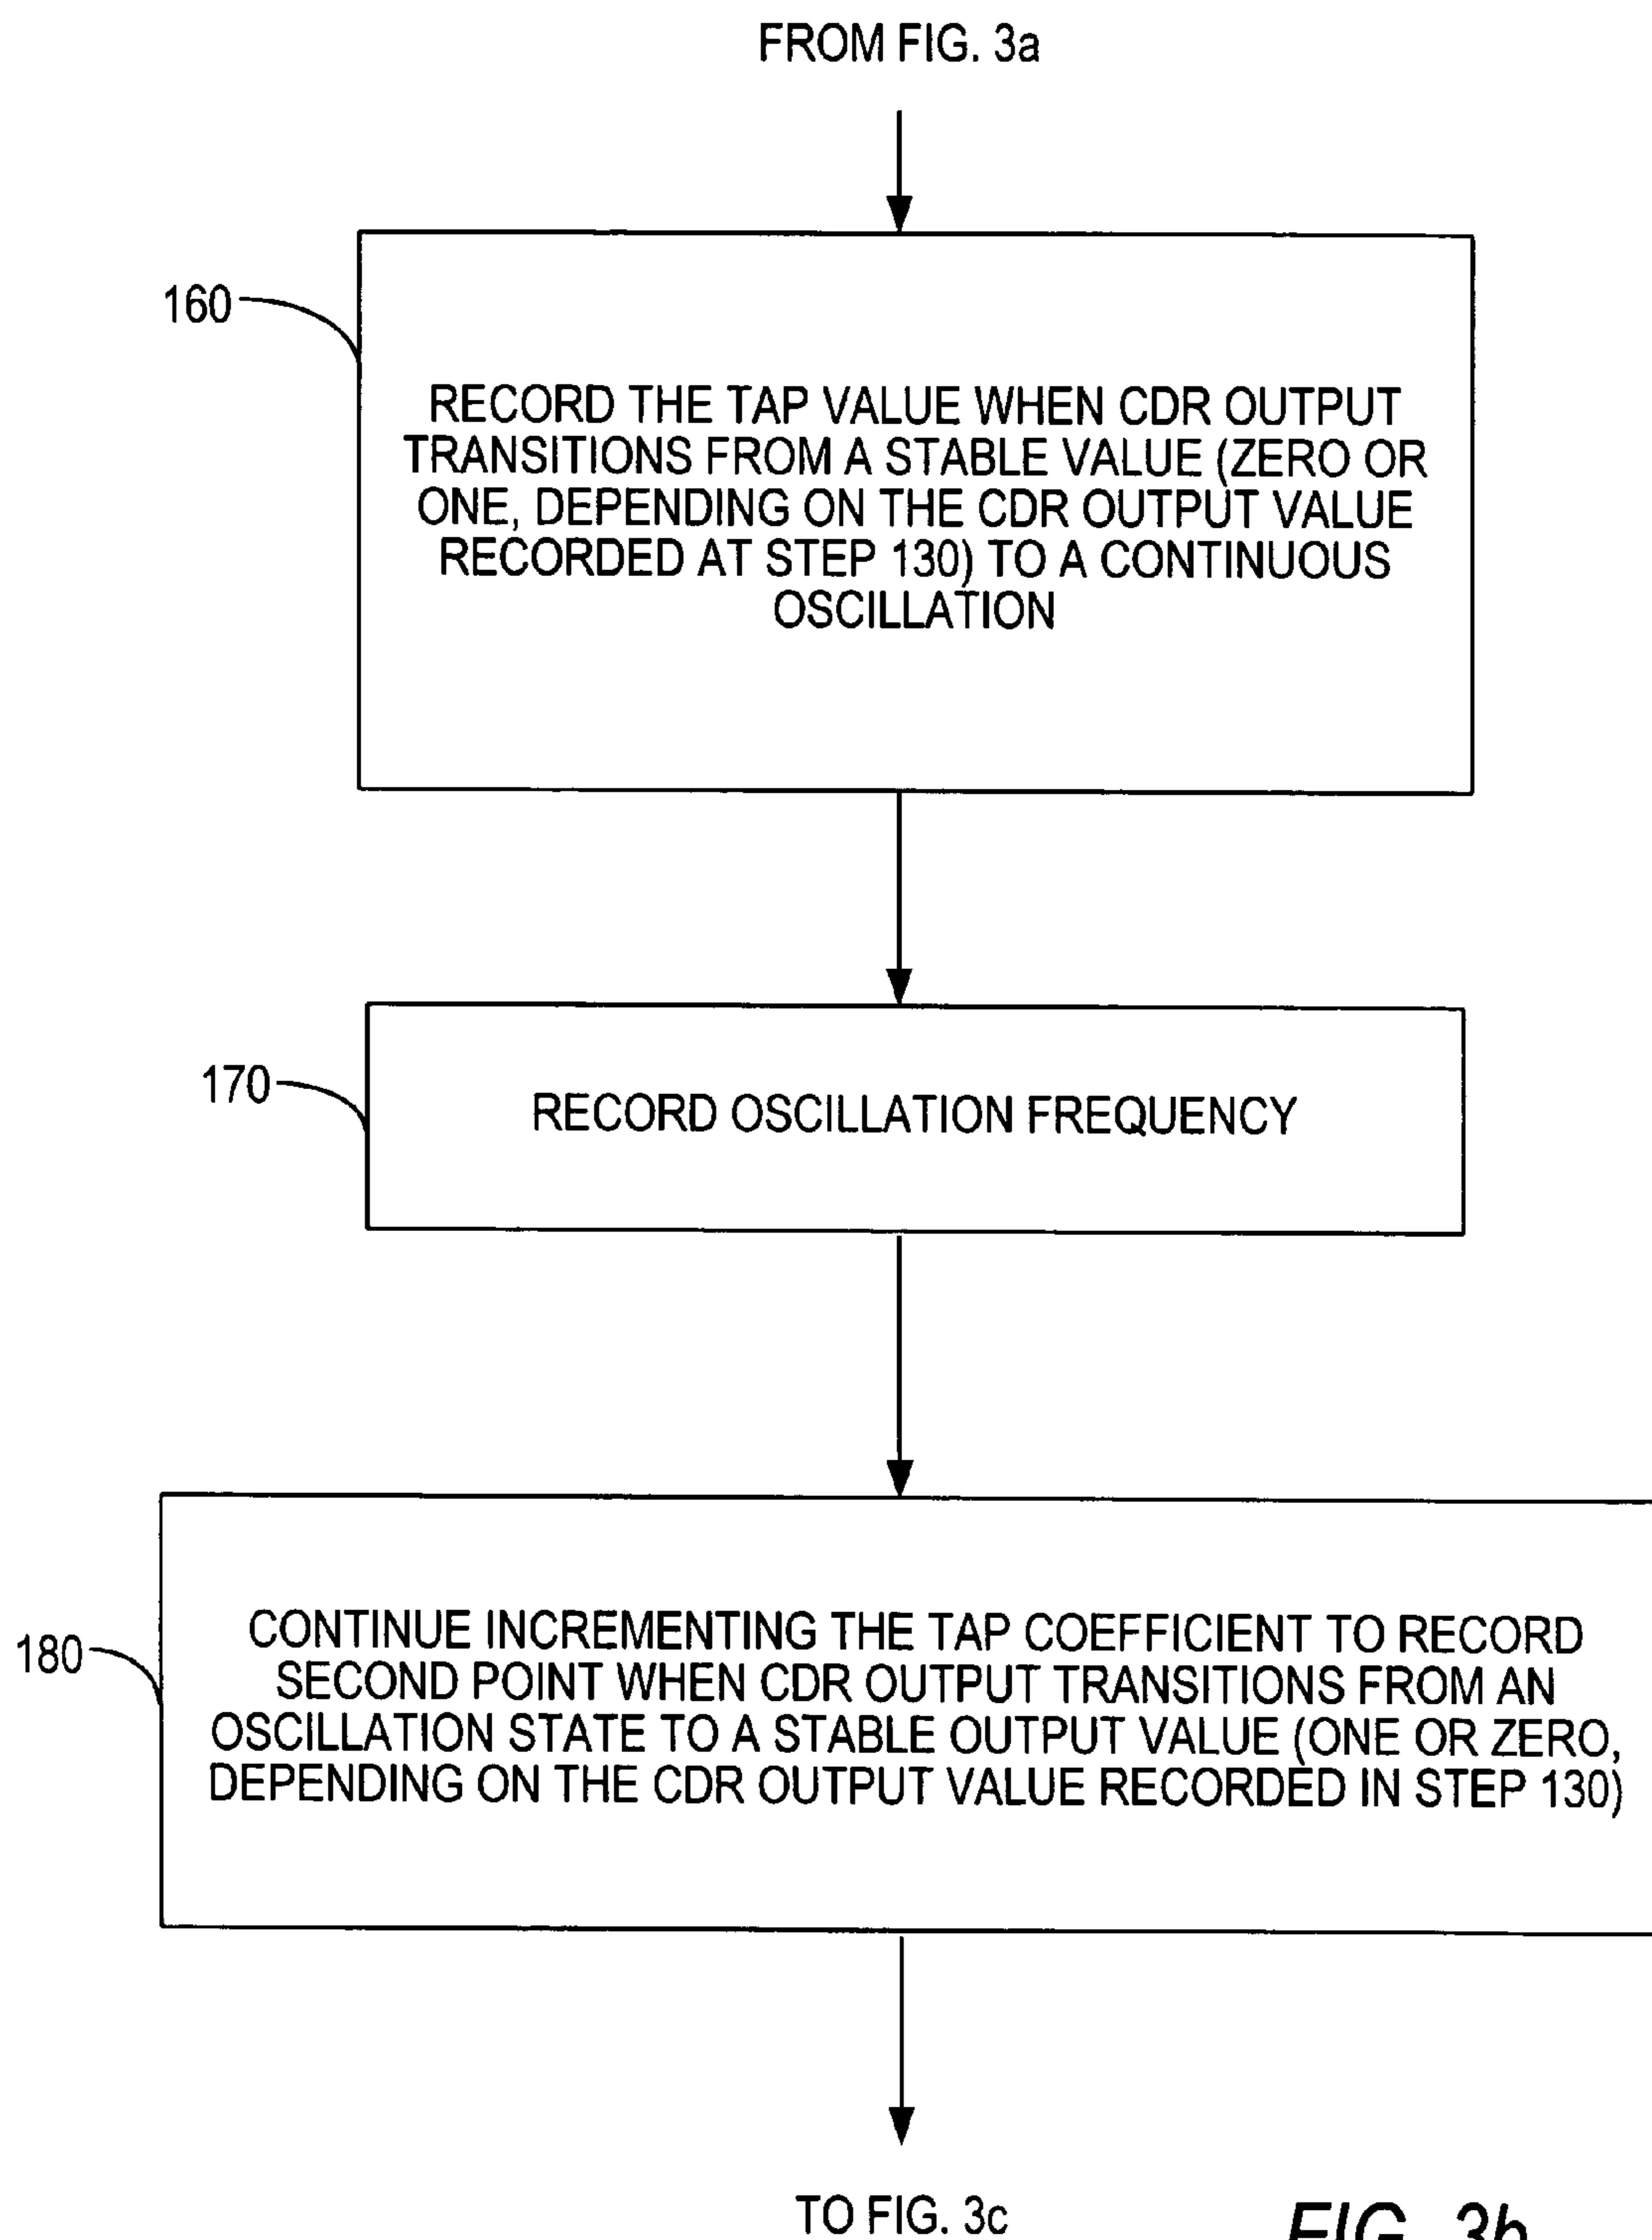 FROM FIG. 3a
160
RECORD THE TAP VALUE WHEN CDR OUTPUT
TRANSITIONS FROM A STABLE VALUE (ZERO OR
ONE, DEPENDING ON THE CDR OUTPUT VALUE
RECORDED AT STEP 130) TO A CONTINUOUS
OSCILLATION
170
RECORD OSCILLATION FREQUENCY
180
CONTINUE INCREMENTING THE TAP COEFFICIENT TO RECORD
SECOND POINT WHEN CDR OUTPUT TRANSITIONS FROM AN
OSCILLATION STATE TO A STABLE OUTPUT VALUE (ONE OR ZERO,
DEPENDING ON THE CDR OUTPUT VALUE RECORDED IN STEP 130)
TO FIG. 3c
FIG. 3b